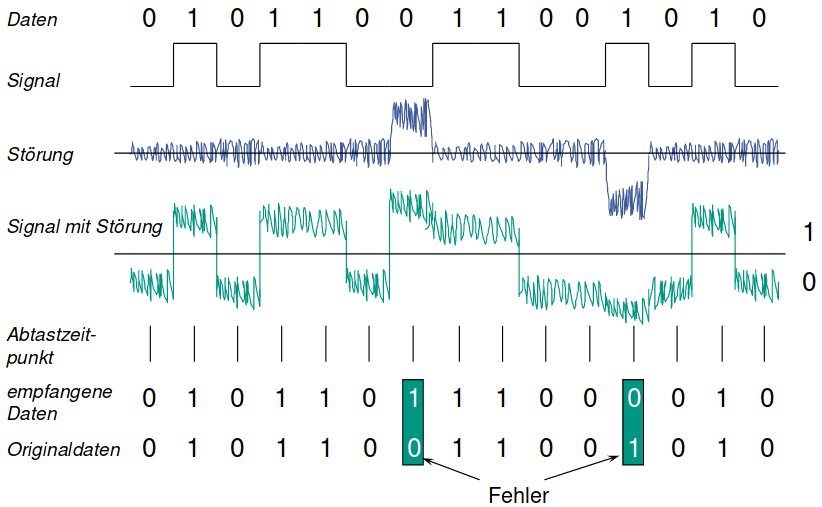 Daten 0 1 0 1 1 0 0 1 1 0 0 1 0 1 0
Signal
Störung
Signal mit Störung 1
0
Abtastzeit-
punkt
empfangene
Daten 0 1 0 1 1 0 1 1 1 0 0 0 0 1 0
Originaldaten 0 1 0 1 1 0 0 1 1 0 0 1 0 1 0
Fehler